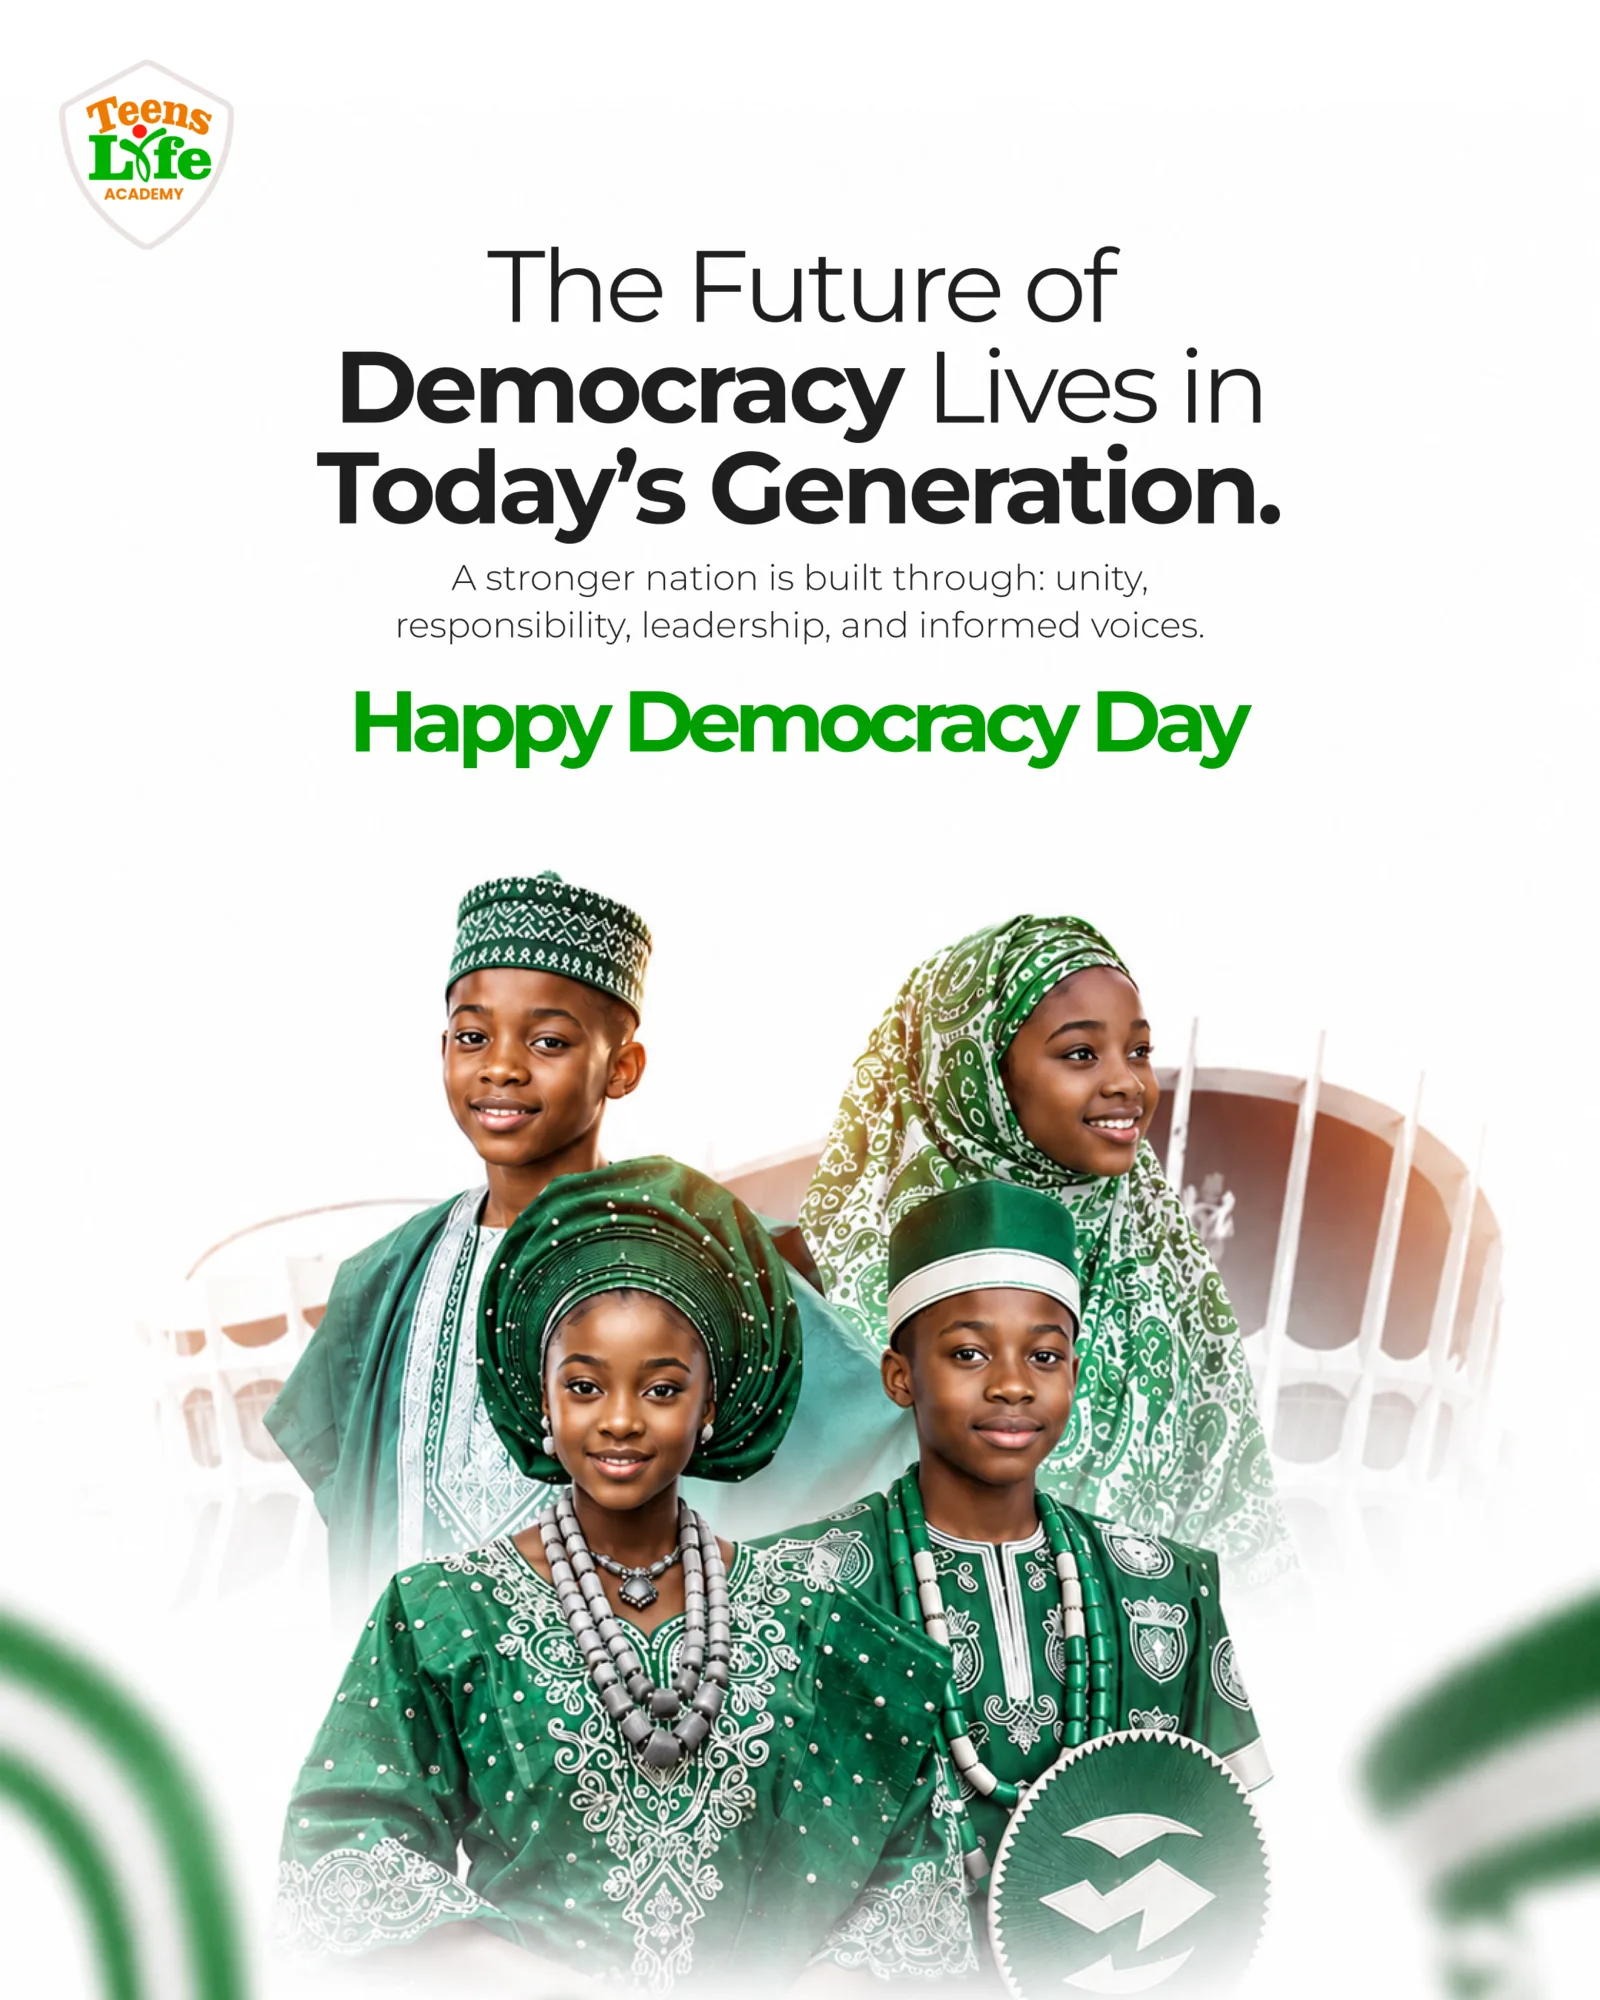 Teens
Life
ACADEMY
The Future of
Democracy Lives in
Today’s Generation.
A stronger nation is built through: unity,
responsibility, leadership, and informed voices.
Happy Democracy Day